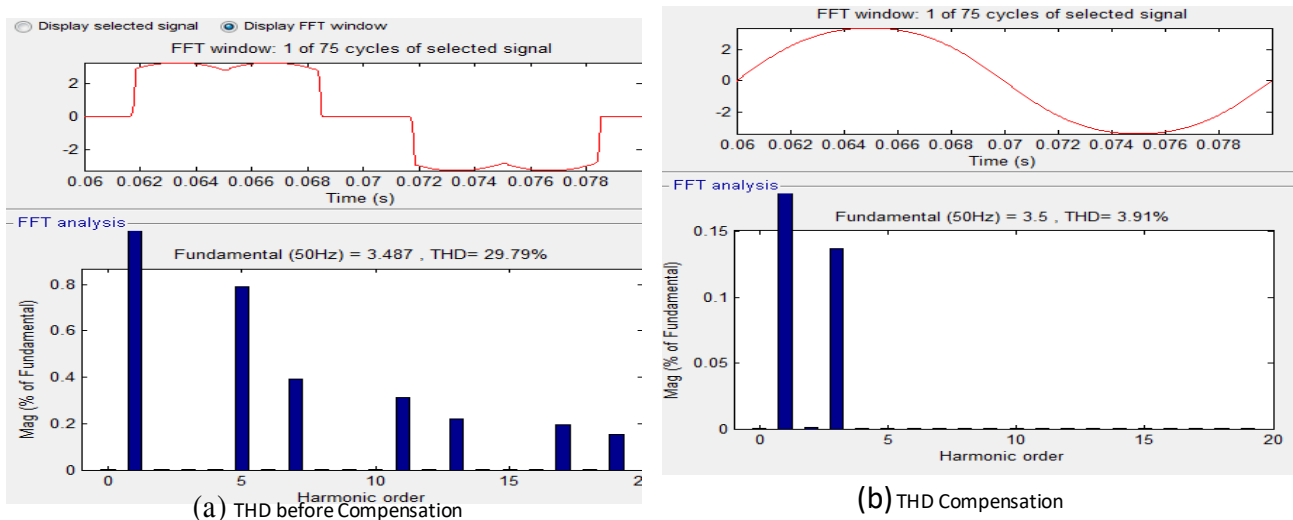 Display selected signal
Display FFT window
FFT window: 1 of 75 cycles of selected signal
2
0
-2
0.06 0.062 0.064 0.066 0.068 0.07 0.072 0.074 0.076 0.078
Time (s)
FFT analysis
Fundamental (50Hz) = 3.487 , THD= 29.79%
Mag (% of Fundamental)
0.8
0.6
0.4
0.2
0
0 5 10 15 2
Harmonic order
(a) THD before Compensation
FFT window: 1 of 75 cycles of selected signal
2
0
-2
0.06 0.062 0.064 0.066 0.068 0.07 0.072 0.074 0.076 0.078
Time (s)
FFT analysis
Fundamental (50Hz) = 3.5 , THD= 3.91%
Mag (% of Fundamental)
0.15
0.1
0.05
0
0 5 10 15 20
Harmonic order
(b) THD Compensation